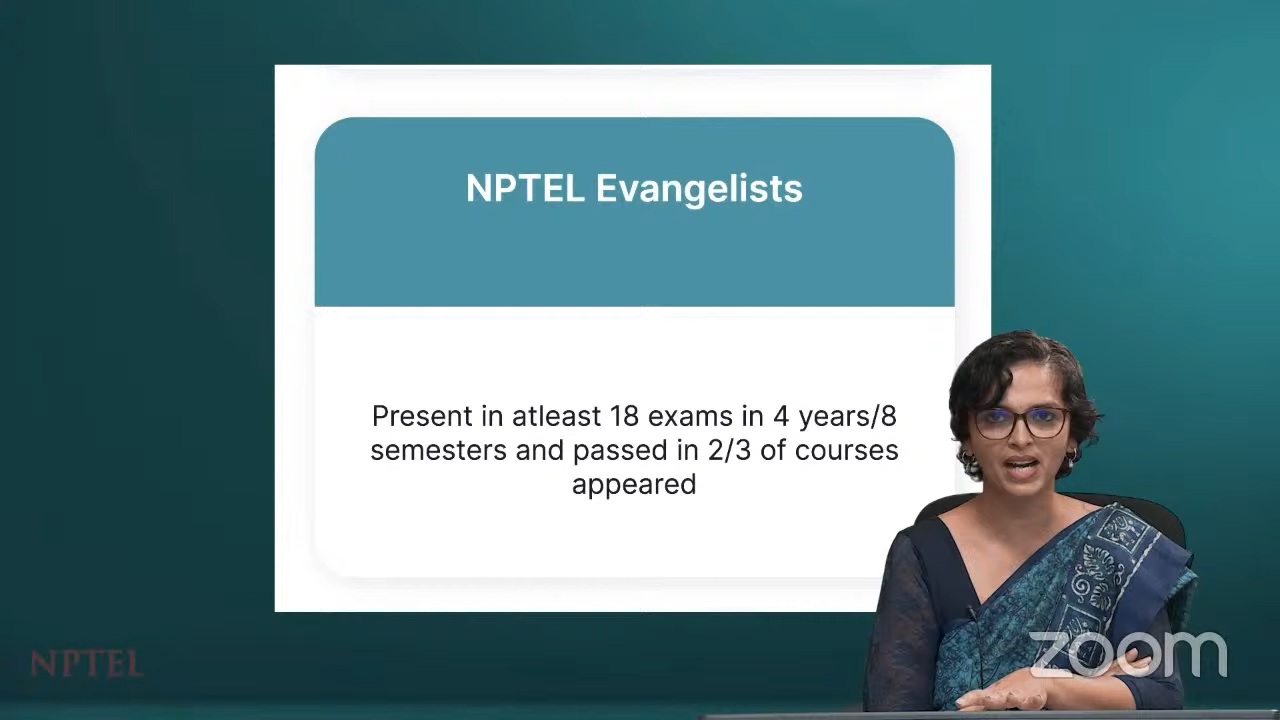 NPTEL Evangelists
Present in atleast 18 exams in 4 years/8
semesters and passed in 2/3 of courses
appeared
NPTEL
zoom